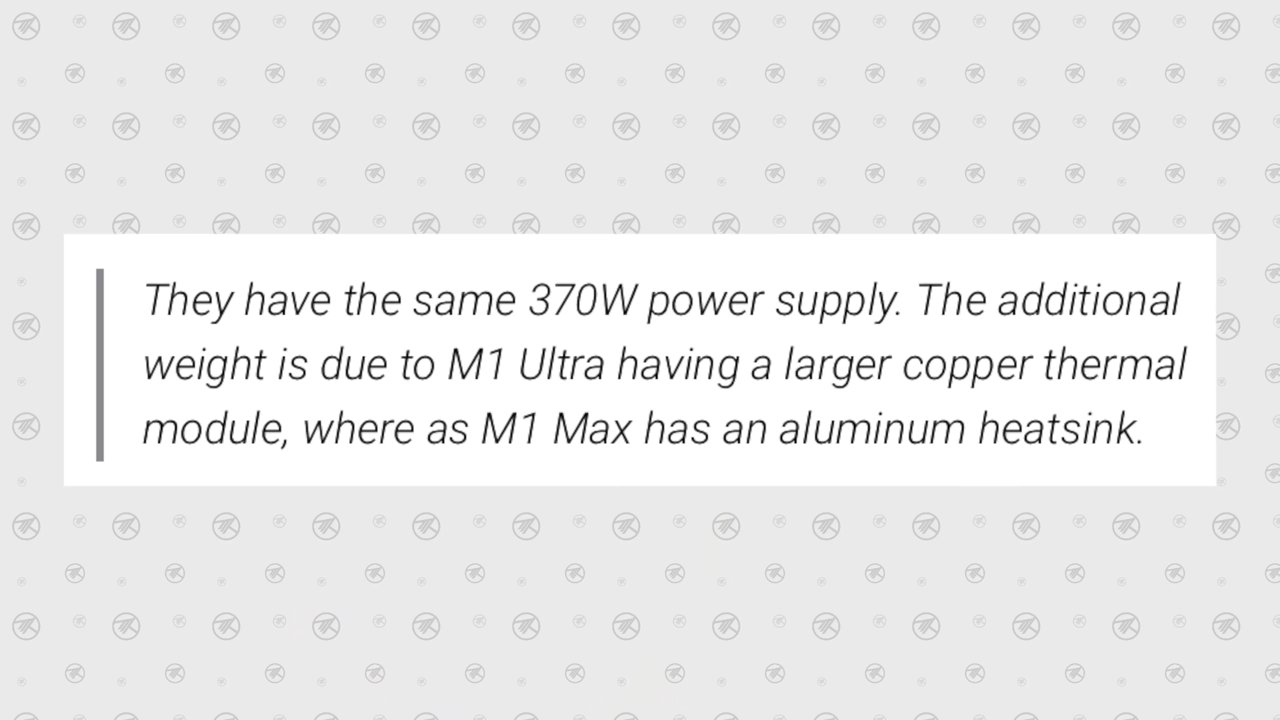 They have the same 370W power supply. The additional
weight is due to M1 Ultra having a larger copper thermal
module, where as M1 Max has an aluminum heatsink.